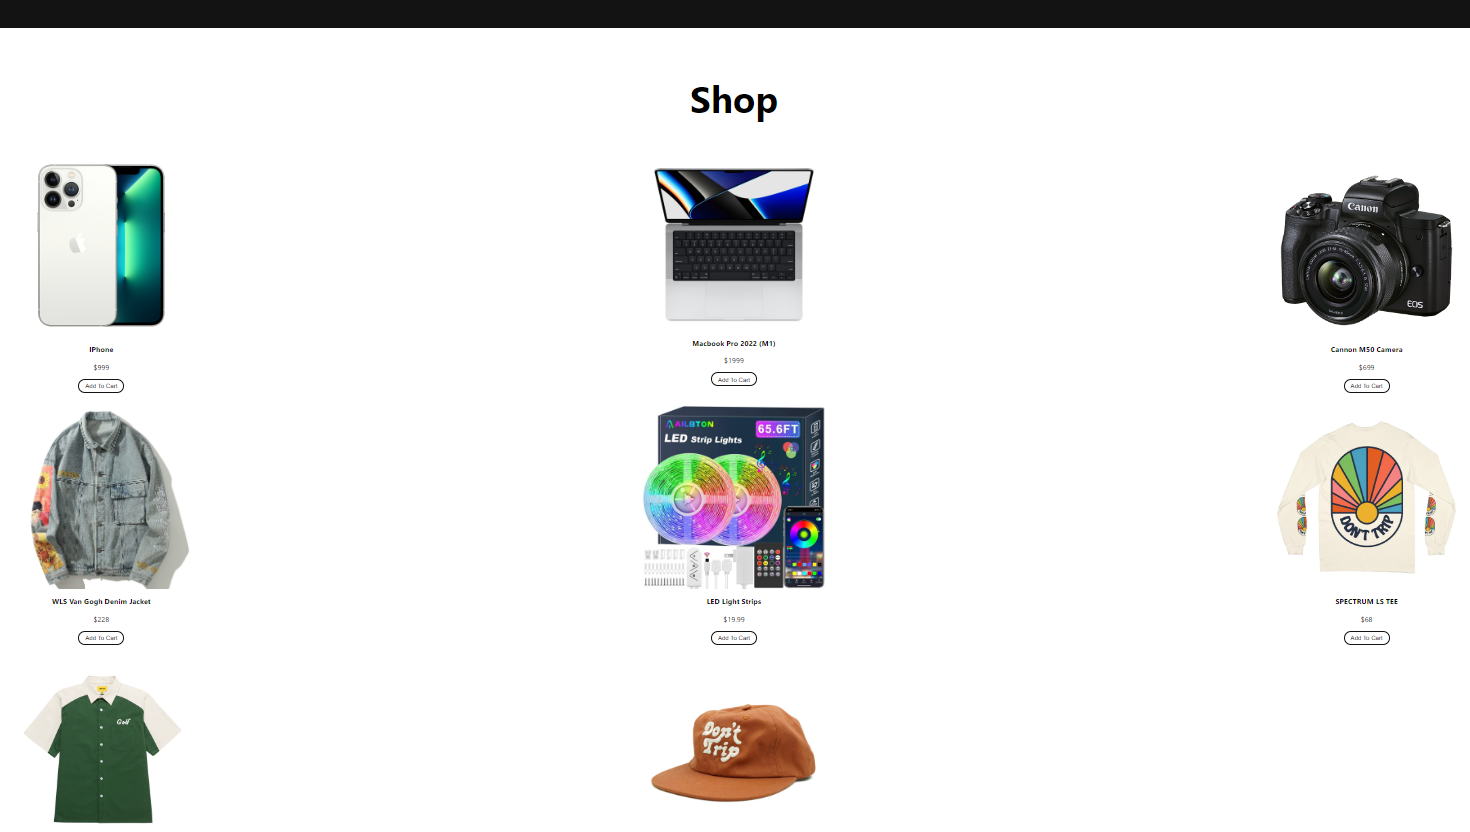 Shop
Canon
EOS
IPhone
$999
Add To Cart
Macbook Pro 2022 (M1)
$1999
Add To Cart
Cannon M50 Camera
$699
Add To Cart
AILBTON
65.6FT
LED Strip Lights
DON'T TRIP
WLS Van Gogh Denim Jacket
$228
Add To Cart
LED Light Strips
$19.99
Add To Cart
SPECTRUM LS TEE
$68
Add To Cart
Golf
Don't
Trip